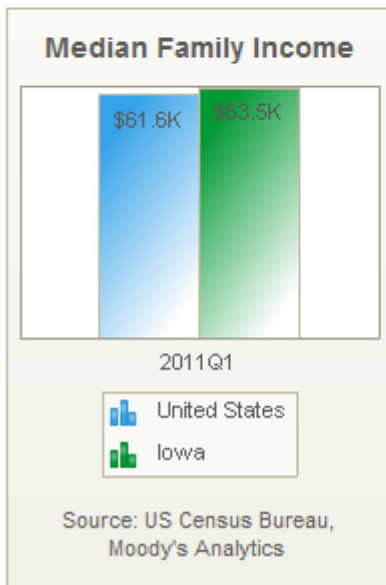 Median Family Income
$61.6K $63.5K
2011Q1
United States
Iowa
Source: US Census Bureau,
Moody's Analytics